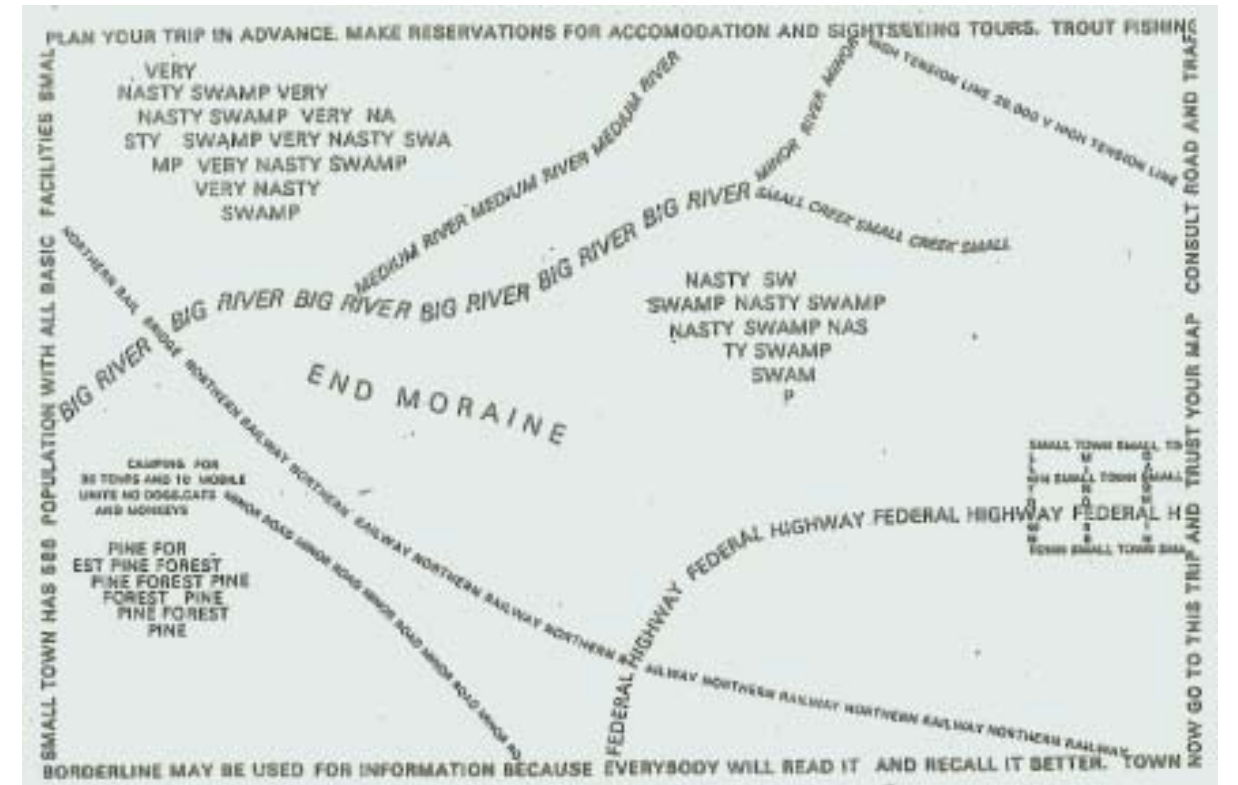 PLAN YOUR TRIP IN ADVANCE. MAKE RESERVATIONS FOR ACCOMODATION AND SIGHTSEEING TOURS. TROUT FISHING
SMALL TOWN HAS 688 POPULATION WITH ALL BASIC FACILITIES SMAL
VERY
NASTY SWAMP VERY
NASTY SWAMP VERY NA
STY SWAMP VERY NASTY SWA
MP VERY NASTY SWAMP
VERY NASTY
SWAMP
MEDIUM RIVER MEDIUM RIVER MEDIUM RIVER
MINOR RIVER MINOR
HIGH TENSION LINE 20.000 V HIGH TENSION LINE
BIG RIVER BIG RIVER BIG RIVER BIG RIVER BIG RIVER BIG RIVER
SMALL CREEK SMALL CREEK SMALL
NORTHERN RAIL BRIDGE NORTHERN RAILWAY NORTHERN RAILWAY NORTHERN RAILWAY NORTHERN RAILWAY NORTHERN RAILWAY NORTHERN RAILWAY NORTHERN RAILWAY NORTHERN RAILWAY
NASTY SW
SWAMP NASTY SWAMP
NASTY SWAMP NAS
TY SWAMP
SWAM
P
END MORAINE
CAMPING FOR
AND 10 MOBILE
UNITS NO DOGS.CATS
AND MONKEYS
MINOR ROAD MINOR ROAD MINOR ROAD MINOR ROAD MINOR RO
PINE FOR
EST PINE FOREST
PINE FOREST PINE
FOREST PINE
PINE FOREST
PINE
SMALL TOWN SMALL TO
SMALL TOWN SMALL
FEDERAL HIGHWAY FEDERAL HIGHWAY FEDERAL HIGHWAY FEDERAL H
TOWN SMALL TOWN SMA
NOW GO TO THIS TRIP AND TRUST YOUR MAP CONSULT ROAD AND TRAF
BORDERLINE MAY BE USED FOR INFORMATION BECAUSE EVERYBODY WILL READ IT AND RECALL IT BETTER. TOWN